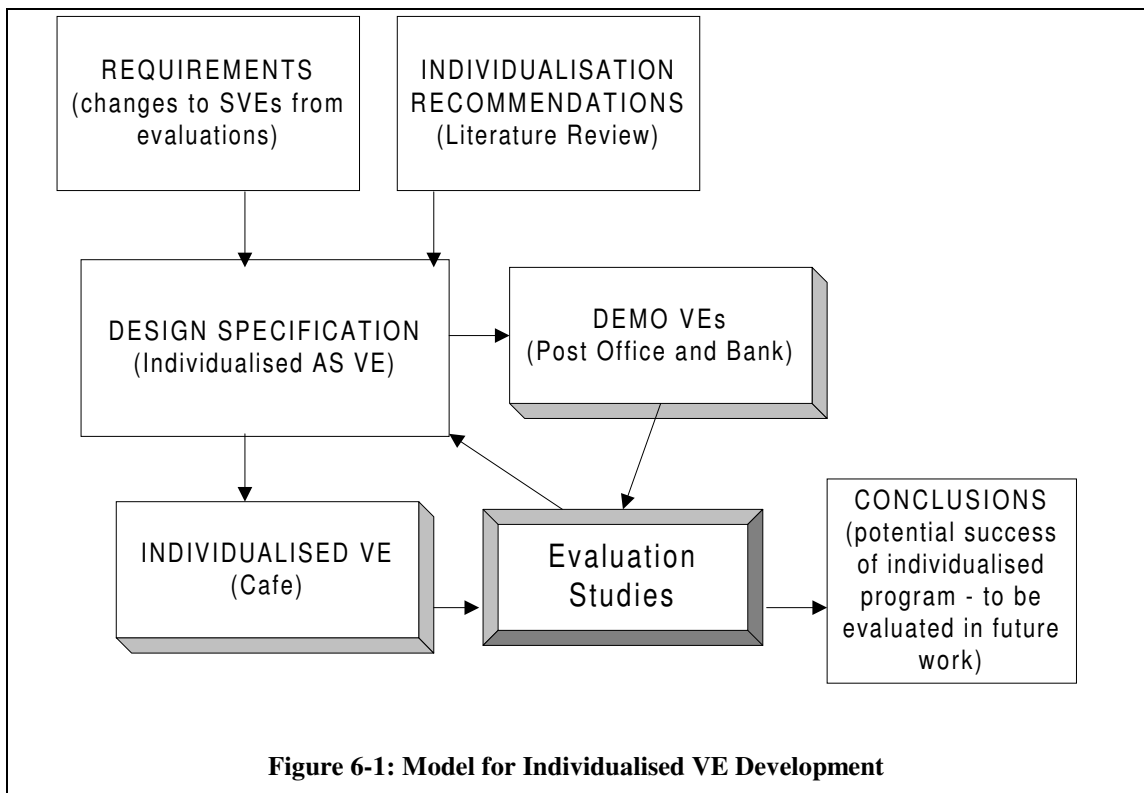 REQUIREMENTS
(changes to SVEs from
evaluations)
INDIVIDUALISATION
RECOMMENDATIONS
(Literature Review)
DESIGN SPECIFICATION
(Individualised AS VE)
DEMO VEs
(Post Office and Bank)
INDIVIDUALISED VE
(Cafe)
Evaluation
Studies
CONCLUSIONS
(potential success
of individualised
program - to be
evaluated in future
work)
Figure 6-1: Model for Individualised VE Development